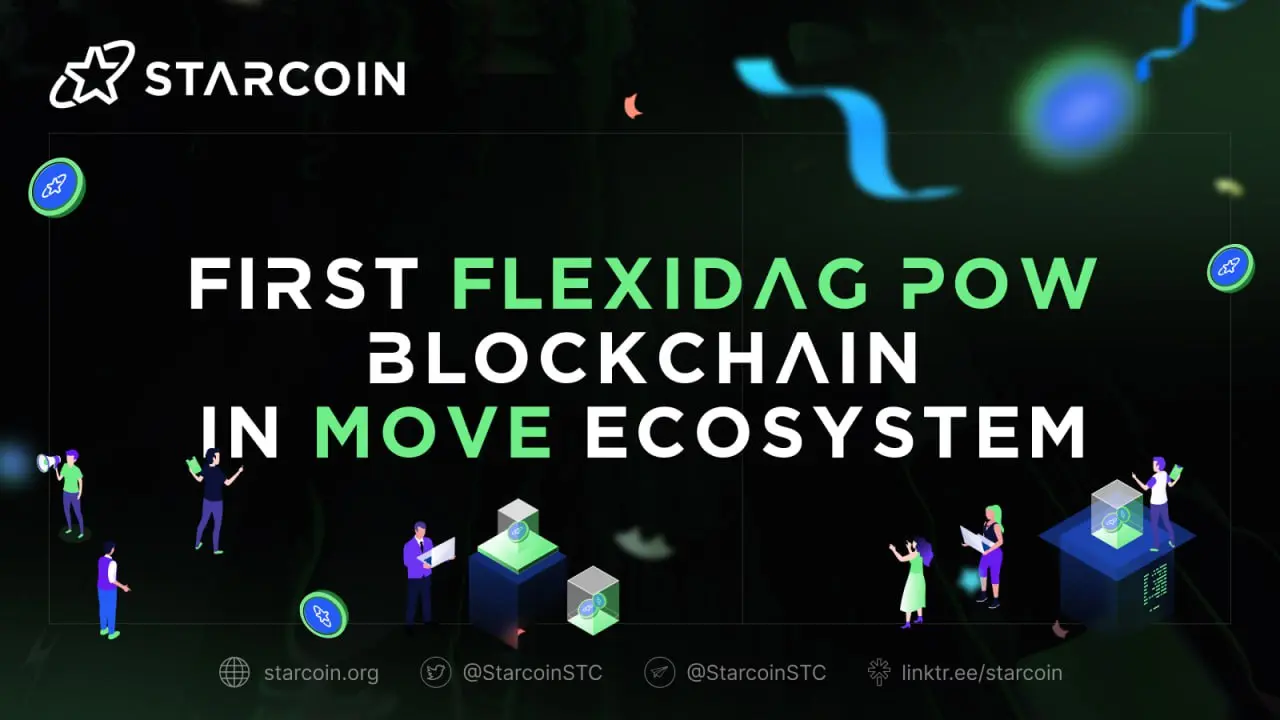 STARCOIN
FIRST FLEXIDAG POW
BLOCKCHAIN
IN MOVE ECOSYSTEM
starcoin.org
@StarcoinSTC
@StarcoinSTC
linktr.ee/starcoin